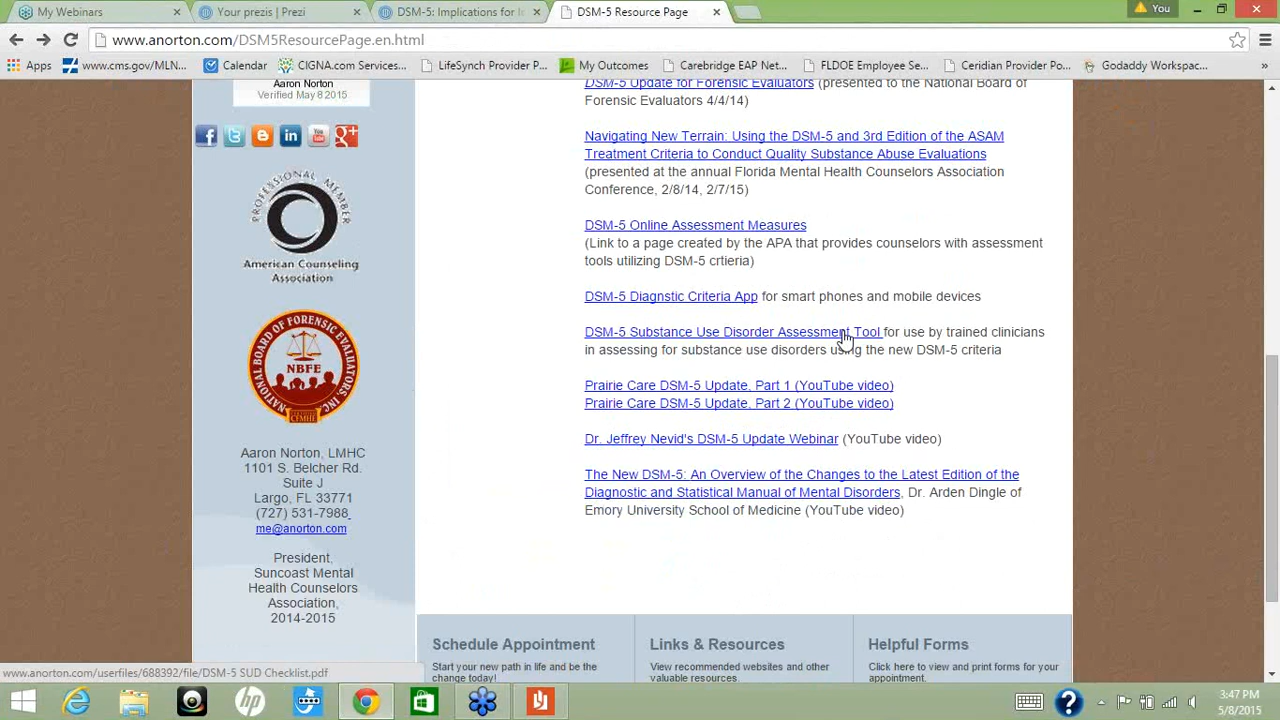 My Webinars
Your prezis | Prezi
DSM-5: Implications for I
DSM-5 Resource Page
You
www.anorton.com/DSM5ResourcePage.en.html
Apps
www.cms.gov/MLN...
Calendar
CIGNA.com Services...
LifeSynch Provider P...
My Outcomes
Carebridge EAP Net...
FLDOE Employee Se...
Ceridian Provider Po...
Godaddy Workspac...
»
Aaron Norton
Verified May 8 2015
PROFESSIONAL MEMBER
American Counseling
Association
NATIONAL BOARD OF FORENSIC EVALUATORS, INC.
NBFE
CFMHE
Aaron Norton, LMHC
1101 S. Belcher Rd.
Suite J
Largo, FL 33771
(727) 531-7988
me@anorton.com
President,
Suncoast Mental
Health Counselors
Association,
2014-2015
DSM-5 Update for Forensic Evaluators (presented to the National Board of
Forensic Evaluators 4/4/14)
Navigating New Terrain: Using the DSM-5 and 3rd Edition of the ASAM
Treatment Criteria to Conduct Quality Substance Abuse Evaluations
(presented at the annual Florida Mental Health Counselors Association
Conference, 2/8/14, 2/7/15)
DSM-5 Online Assessment Measures
(Link to a page created by the APA that provides counselors with assessment
tools utilizing DSM-5 crtieria)
DSM-5 Diagnstic Criteria App for smart phones and mobile devices
DSM-5 Substance Use Disorder Assessment Tool for use by trained clinicians
in assessing for substance use disorders using the new DSM-5 criteria
Prairie Care DSM-5 Update, Part 1 (YouTube video)
Prairie Care DSM-5 Update, Part 2 (YouTube video)
Dr. Jeffrey Nevid's DSM-5 Update Webinar (YouTube video)
The New DSM-5: An Overview of the Changes to the Latest Edition of the
Diagnostic and Statistical Manual of Mental Disorders, Dr. Arden Dingle of
Emory University School of Medicine (YouTube video)
Schedule Appointment
Start your new path in life and be the
change today!
Links & Resources
View recommended websites and other
valuable resources.
Helpful Forms
Click here to view and print forms for your
appointment.
www.anorton.com/userfiles/688392/file/DSM-5 SUD Checklist.pdf
3:47 PM
5/8/2015